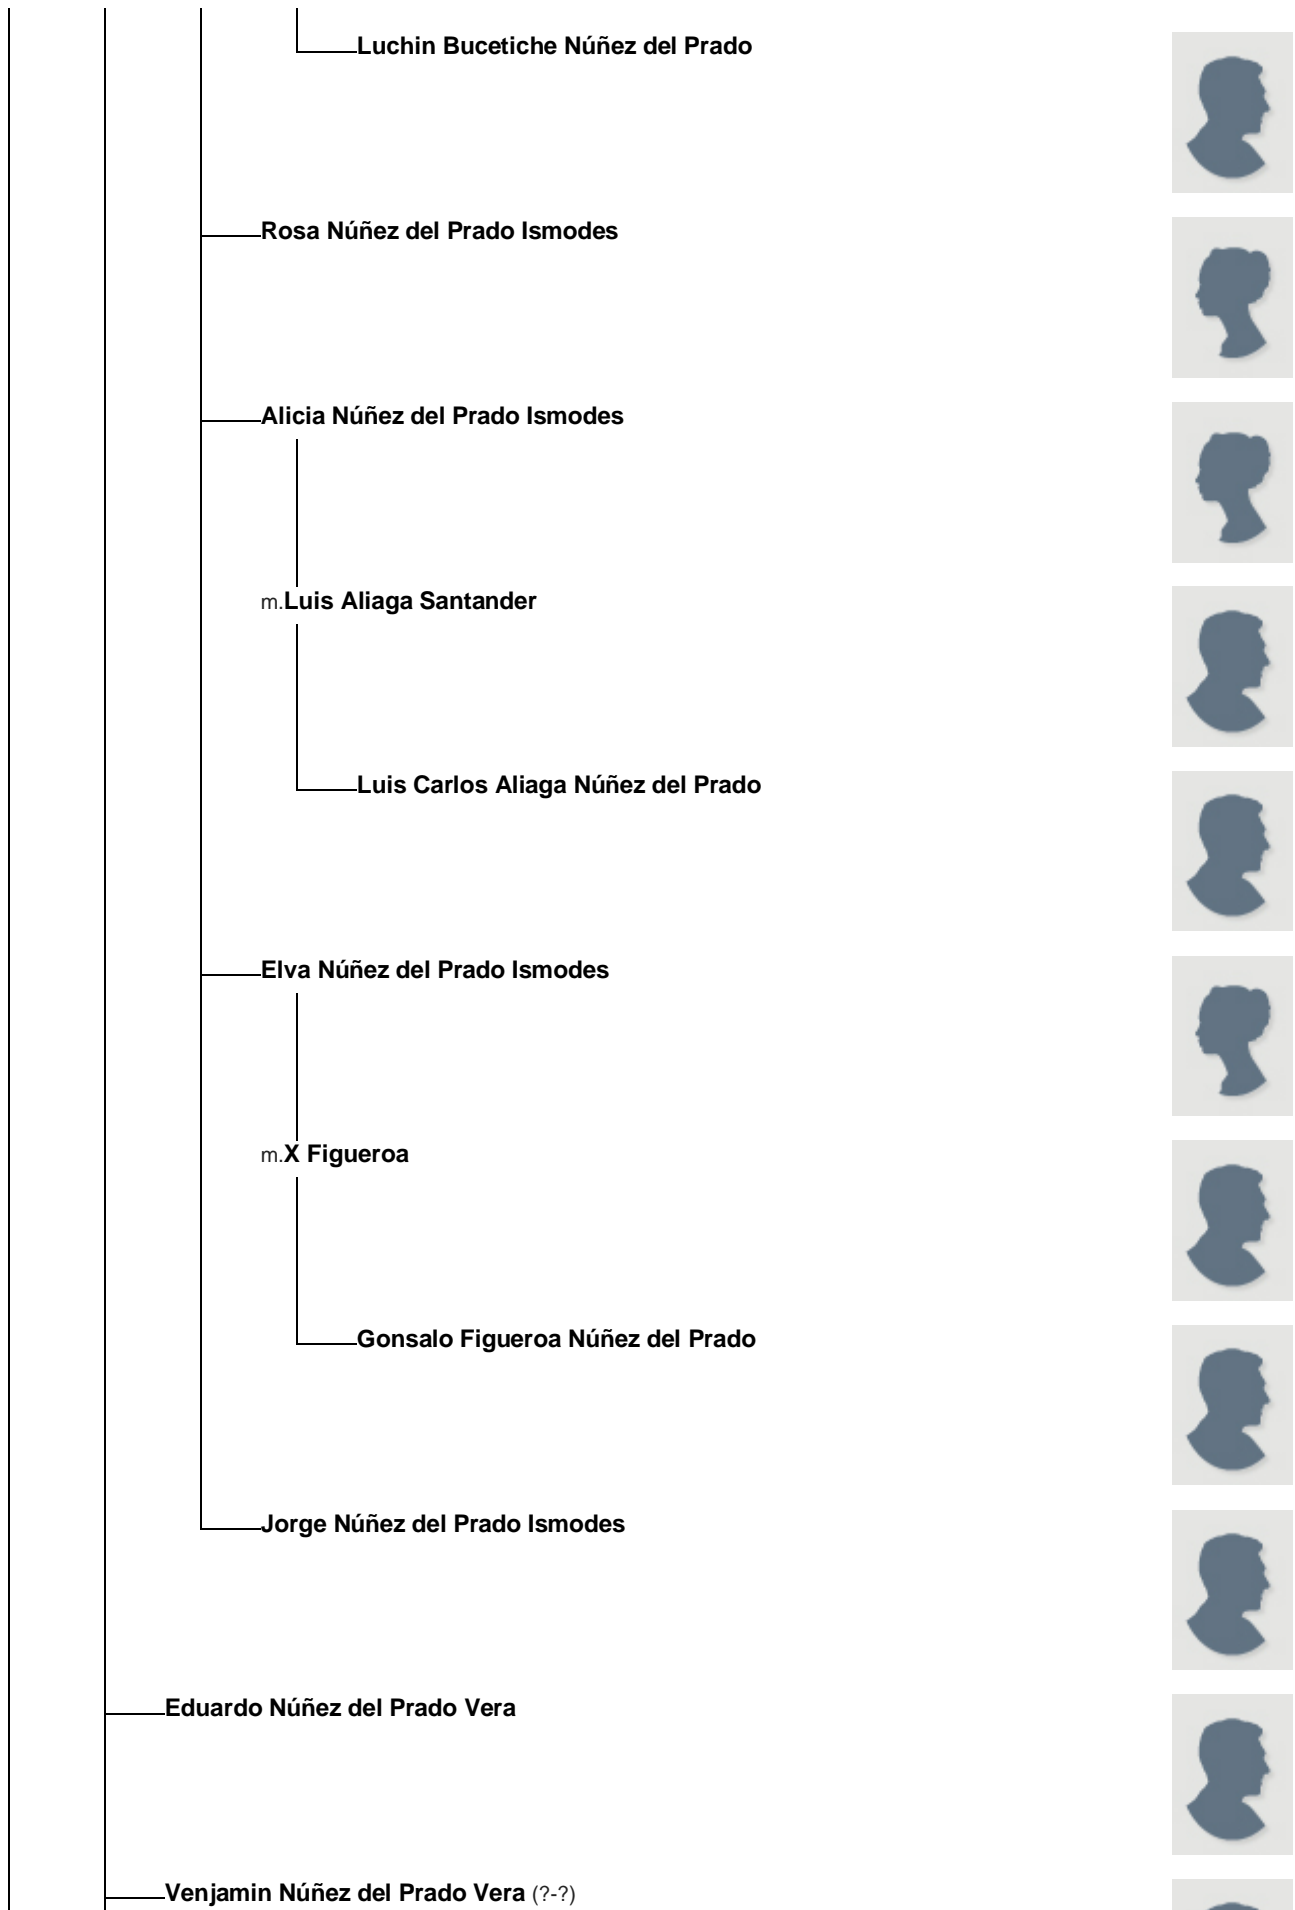 Luchin Bucetiche Núñez del Prado
Rosa Núñez del Prado Ismodes
Alicia Núñez del Prado Ismodes
m.Luis Aliaga Santander
Luis Carlos Aliaga Núñez del Prado
Elva Núñez del Prado Ismodes
m.X Figueroa
Gonsalo Figueroa Núñez del Prado
Jorge Núñez del Prado Ismodes
Eduardo Núñez del Prado Vera
Venjamin Núñez del Prado Vera (?-?)